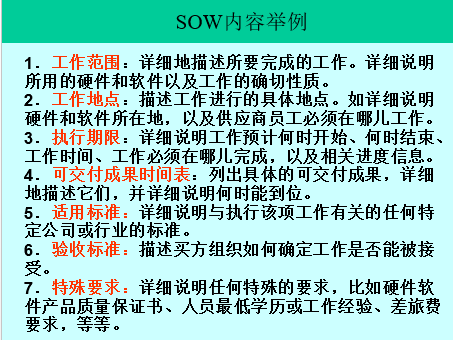 SOW内容举例
1．工作范围：详细地描述所要完成的工作。详细说明
所用的硬件和软件以及工作的确切性质。
2．工作地点：描述工作进行的具体地点。如详细说明
硬件和软件所在地，以及供应商员工必须在哪儿工作。
3．执行期限：详细说明工作预计何时开始、何时结束、
工作时间、工作必须在哪儿完成，以及相关进度信息。
4．可交付成果时间表：列出具体的可交付成果，详细
地描述它们，并详细说明何时能到位。
5．适用标准：详细说明与执行该项工作有关的任何特
定公司或行业的标准。
6．验收标准：描述买方组织如何确定工作是否能被接
受。
7．特殊要求：详细说明任何特殊的要求，比如硬件软
件产品质量保证书、人员最低学历或工作经验、差旅费
要求，等等。